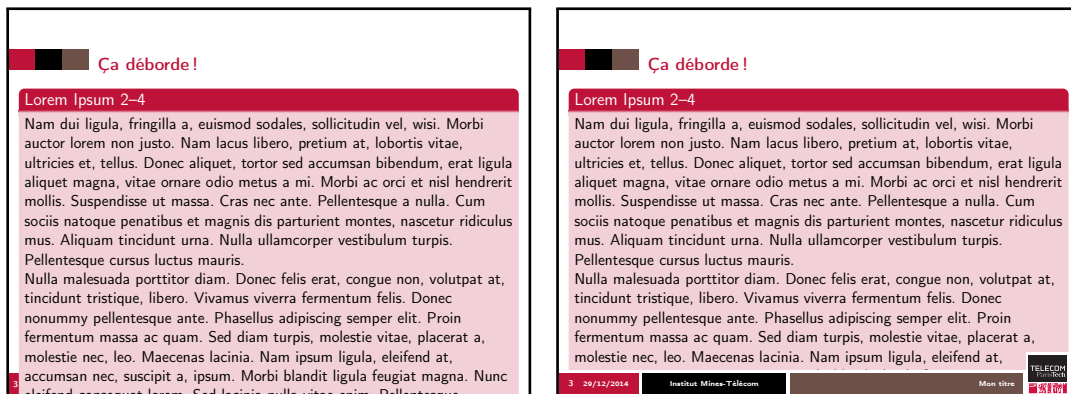 Ça déborde !
Lorem Ipsum 2–4
Nam dui ligula, fringilla a, euismod sodales, sollicitudin vel, wisi. Morbi
auctor lorem non justo. Nam lacus libero, pretium at, lobortis vitae,
ultricies et, tellus. Donec aliquet, tortor sed accumsan bibendum, erat ligula
aliquet magna, vitae ornare odio metus a mi. Morbi ac orci et nisl hendrerit
mollis. Suspendisse ut massa. Cras nec ante. Pellentesque a nulla. Cum
sociis natoque penatibus et magnis dis parturient montes, nascetur ridiculus
mus. Aliquam tincidunt urna. Nulla ullamcorper vestibulum turpis.
Pellentesque cursus luctus mauris.
Nulla malesuada porttitor diam. Donec felis erat, congue non, volutpat at,
tincidunt tristique, libero. Vivamus viverra fermentum felis. Donec
nonummy pellentesque ante. Phasellus adipiscing semper elit. Proin
fermentum massa ac quam. Sed diam turpis, molestie vitae, placerat a,
molestie nec, leo. Maecenas lacinia. Nam ipsum ligula, eleifend at,
3 accumsan nec, suscipit a, ipsum. Morbi blandit ligula feugiat magna. Nunc
eleifend consequat lorem. Sed lacinia nulla vitae enim. Pellentesque
Ça déborde !
Lorem Ipsum 2–4
Nam dui ligula, fringilla a, euismod sodales, sollicitudin vel, wisi. Morbi
auctor lorem non justo. Nam lacus libero, pretium at, lobortis vitae,
ultricies et, tellus. Donec aliquet, tortor sed accumsan bibendum, erat ligula
aliquet magna, vitae ornare odio metus a mi. Morbi ac orci et nisl hendrerit
mollis. Suspendisse ut massa. Cras nec ante. Pellentesque a nulla. Cum
sociis natoque penatibus et magnis dis parturient montes, nascetur ridiculus
mus. Aliquam tincidunt urna. Nulla ullamcorper vestibulum turpis.
Pellentesque cursus luctus mauris.
Nulla malesuada porttitor diam. Donec felis erat, congue non, volutpat at,
tincidunt tristique, libero. Vivamus viverra fermentum felis. Donec
nonummy pellentesque ante. Phasellus adipiscing semper elit. Proin
fermentum massa ac quam. Sed diam turpis, molestie vitae, placerat a,
molestie nec, leo. Maecenas lacinia. Nam ipsum ligula, eleifend at,
3 29/12/2014 Institut Mines-Télécom Mon titre
TELECOM
ParisTech